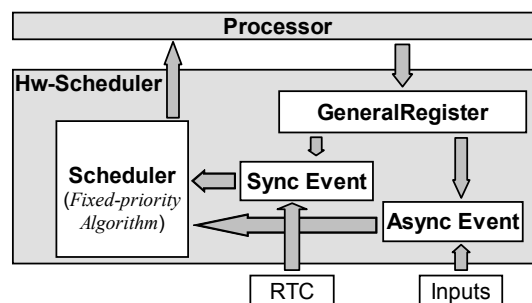 Processor
Hw-Scheduler
GeneralRegister
Scheduler
(Fixed-priority
Algorithm)
Sync Event
Async Event
RTC
Inputs